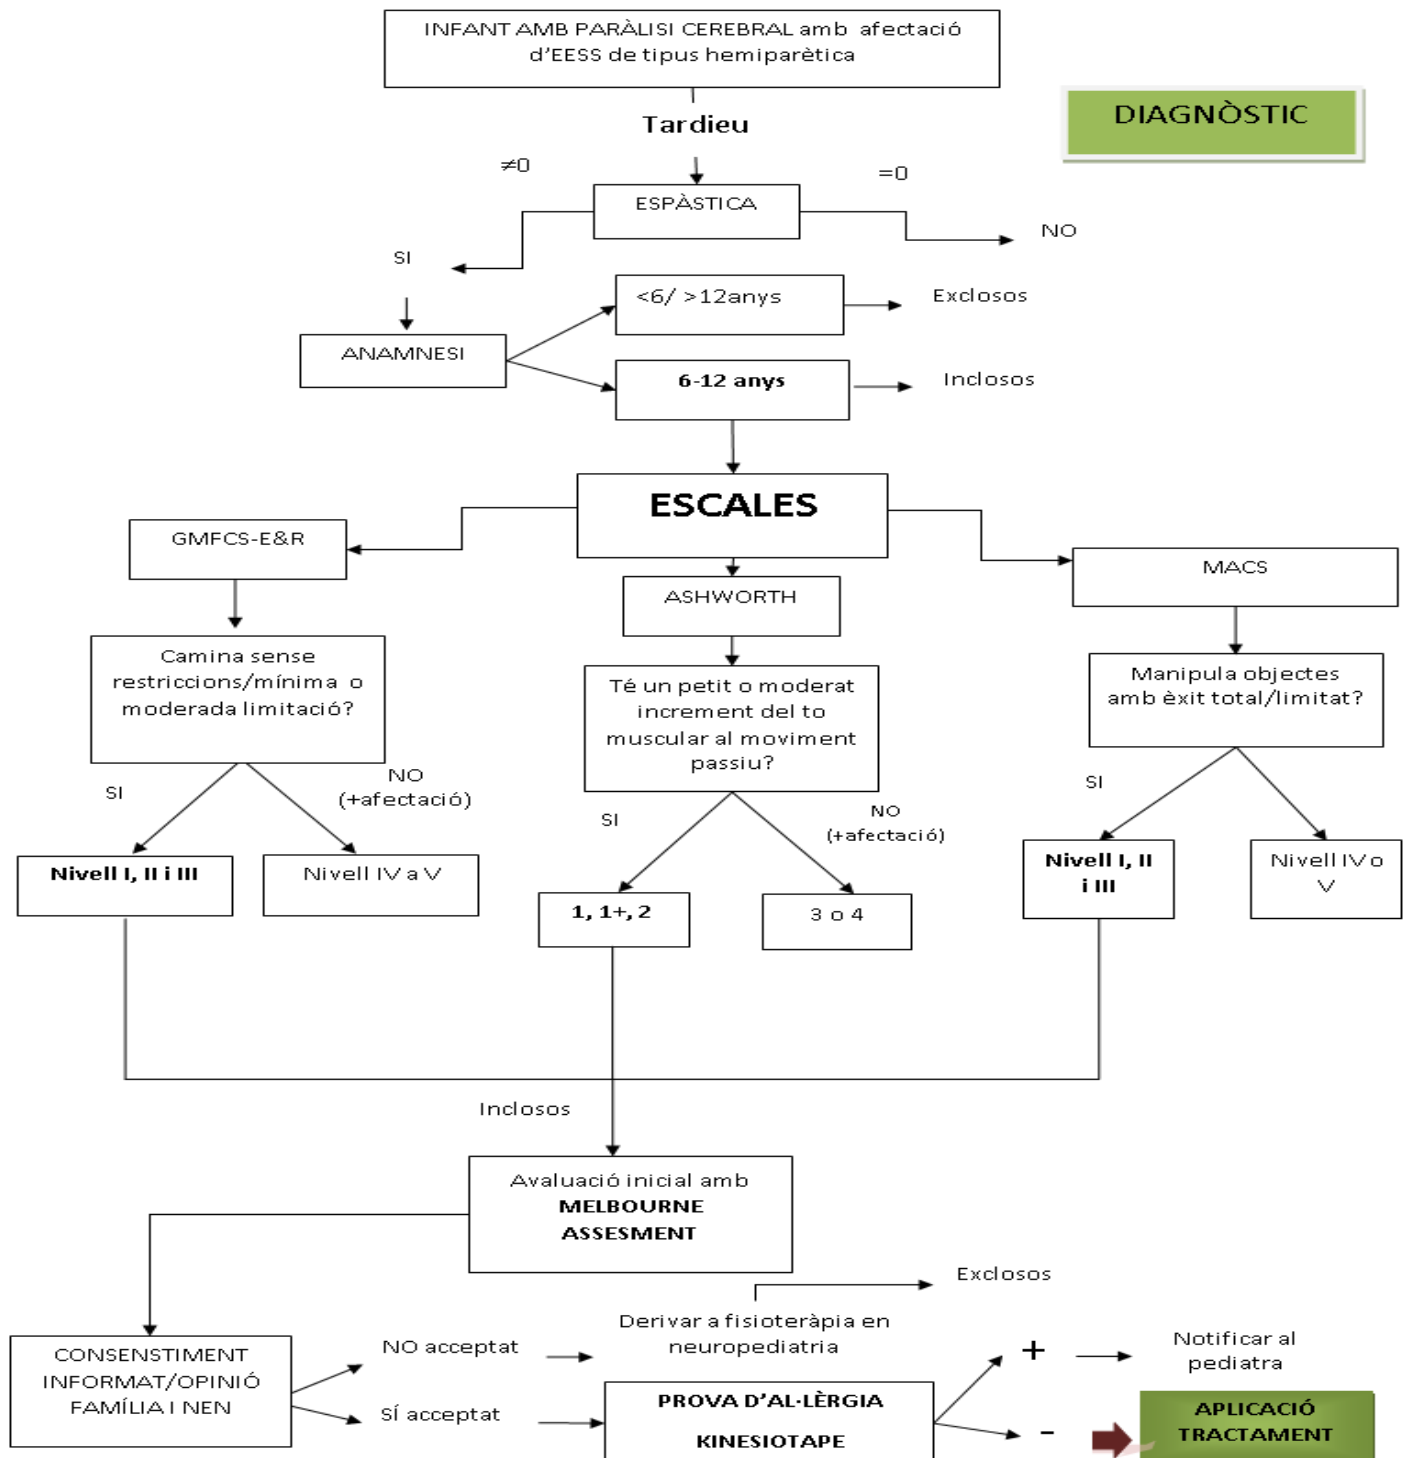 INFANT AMB PARÀLISI CEREBRAL amb afectació
d'EESS de tipus hemiparètica
DIAGNÒSTIC
Tardieu
≠0
=0
ESPÀSTICA
NO
SI
<6/ >12anys
Exclosos
ANAMNESI
6-12 anys
Inclosos
ESCALES
GMFCS-E&R
ASHWORTH
MACS
Camina sense
restriccions/mínima o
moderada limitació?
Té un petit o moderat
increment del to
muscular al moviment
passiu?
Manipula objectes
amb èxit total/limitat?
SI
NO
(+afectació)
SI
NO
(+afectació)
SI
Nivell I, II i III
Nivell IV a V
1, 1+, 2
3 o 4
Nivell I, II
i III
Nivell IV o
V
Inclosos
Avaluació inicial amb
MELBOURNE
ASSESMENT
Exclosos
CONSENSTIMENT
INFORMAT/OPINIÓ
FAMÍLIA I NEN
NO acceptat
Derivar a fisioteràpia en
neuropediatria
SÍ acceptat
PROVA D'AL·LÈRGIA
KINESIOTAPE
+
Notificar al
pediatra
-
APLICACIÓ
TRACTAMENT